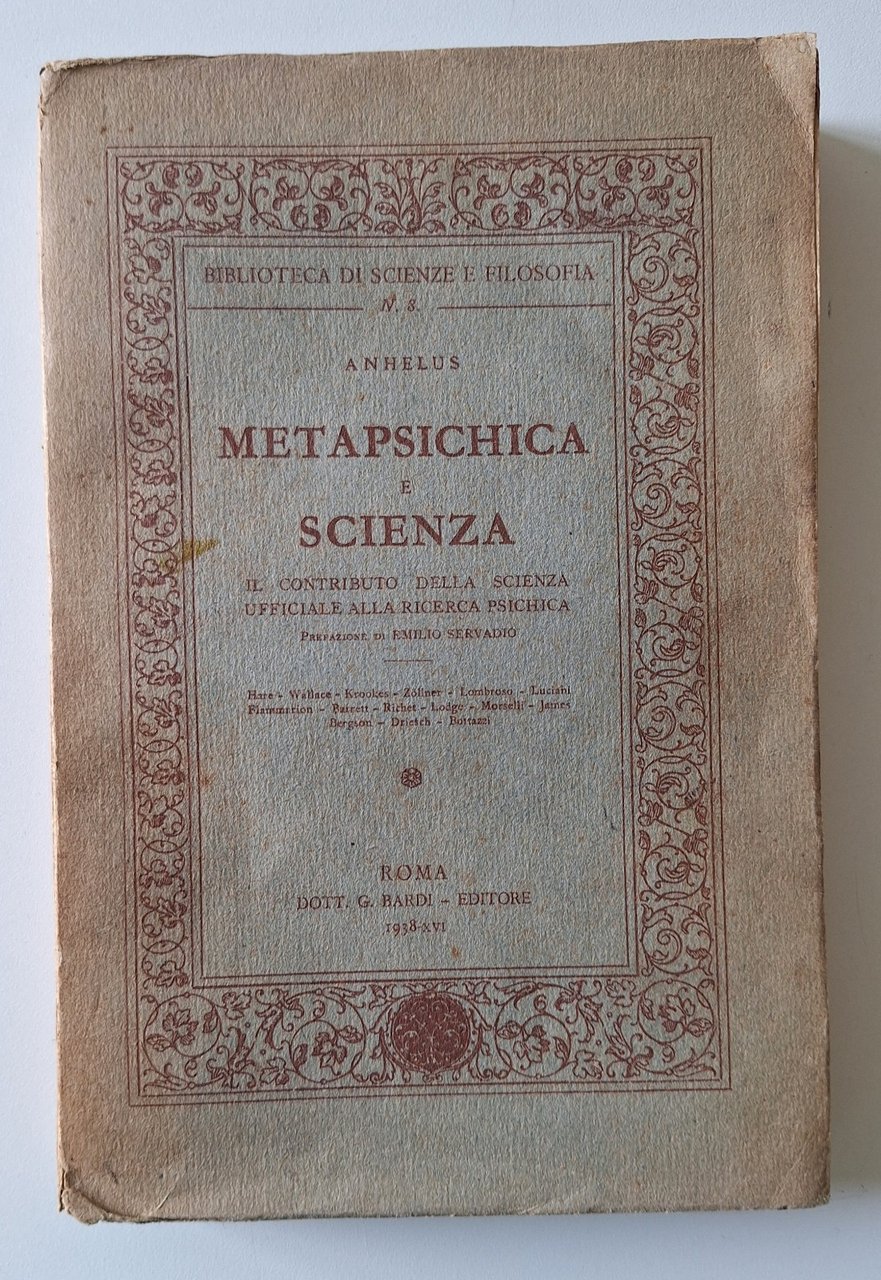 BIBLIOTECA DI SCIENZE E FILOSOFIA
N. 8.
ANHELUS
METAPSICHICA
E
SCIENZA
IL CONTRIBUTO DELLA SCIENZA
UFFICIALE ALLA RICERCA PSICHICA
PREFAZIONE DI EMILIO SERVADIO
Hare - Wallace - Krookes - Zöllner - Lombroso - Luciani
Flammarion - Barrett - Richet - Lodge - Morselli - James
Bergson - Driesch - Bottazzi
ROMA
DOTT. G. BARDI - EDITORE
1938-XVI